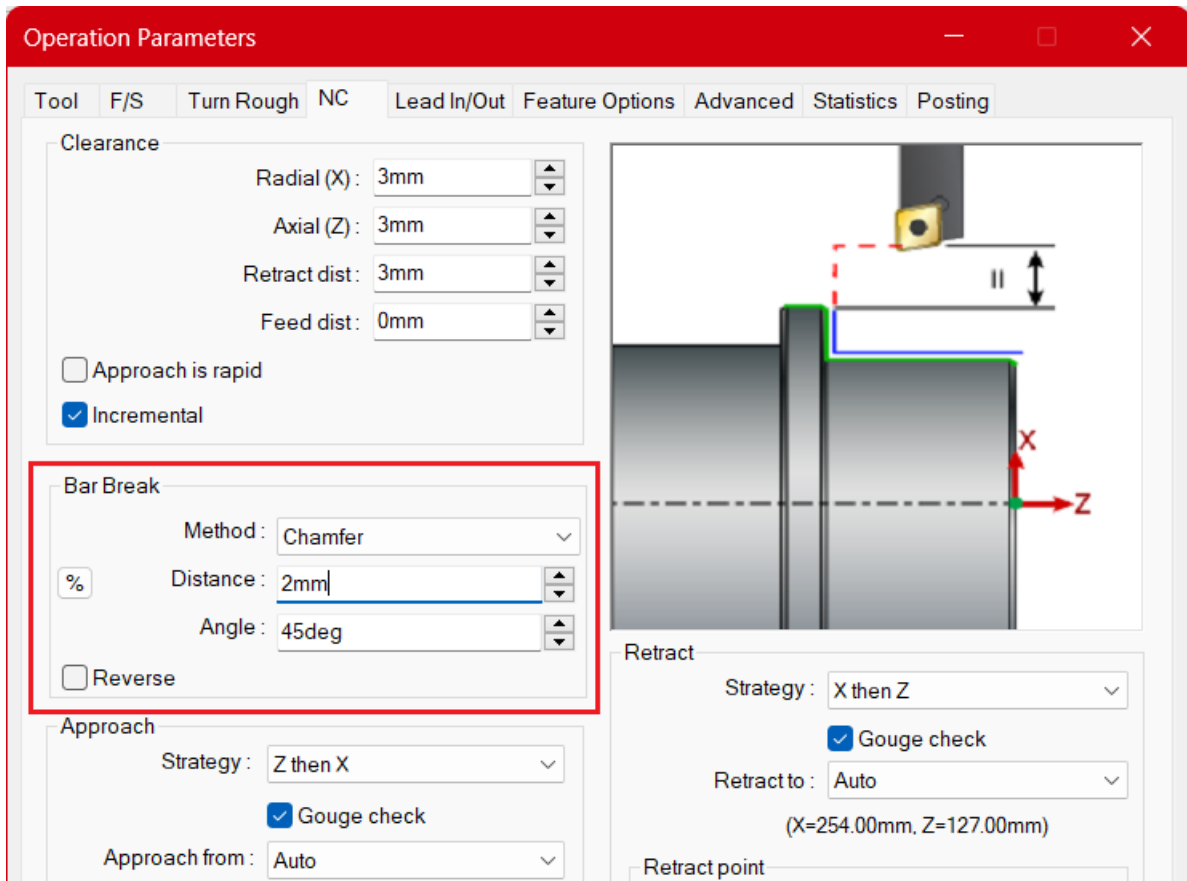 Operation Parameters
Tool F/S Turn Rough NC Lead In/Out Feature Options Advanced Statistics Posting
Clearance
Radial (X) : 3mm
Axial (Z) : 3mm
Retract dist : 3mm
Feed dist : 0mm
Approach is rapid
Incremental
Bar Break
Method : Chamfer
% Distance : 2mm
Angle : 45deg
Reverse
Approach
Strategy : Z then X
Gouge check
Approach from : Auto
II
X
Z
Retract
Strategy : X then Z
Gouge check
Retract to : Auto
(X=254.00mm, Z=127.00mm)
Retract point